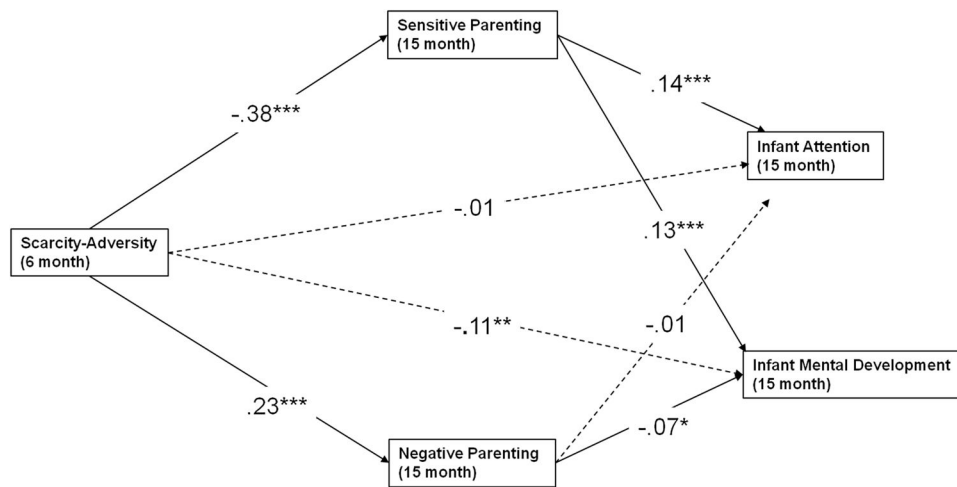 Sensitive Parenting
(15 month)
-.38***
.14***
Infant Attention
(15 month)
-.01
.13***
Scarcity-Adversity
(6 month)
-.11**
-.01
Infant Mental Development
(15 month)
.23***
-.07*
Negative Parenting
(15 month)